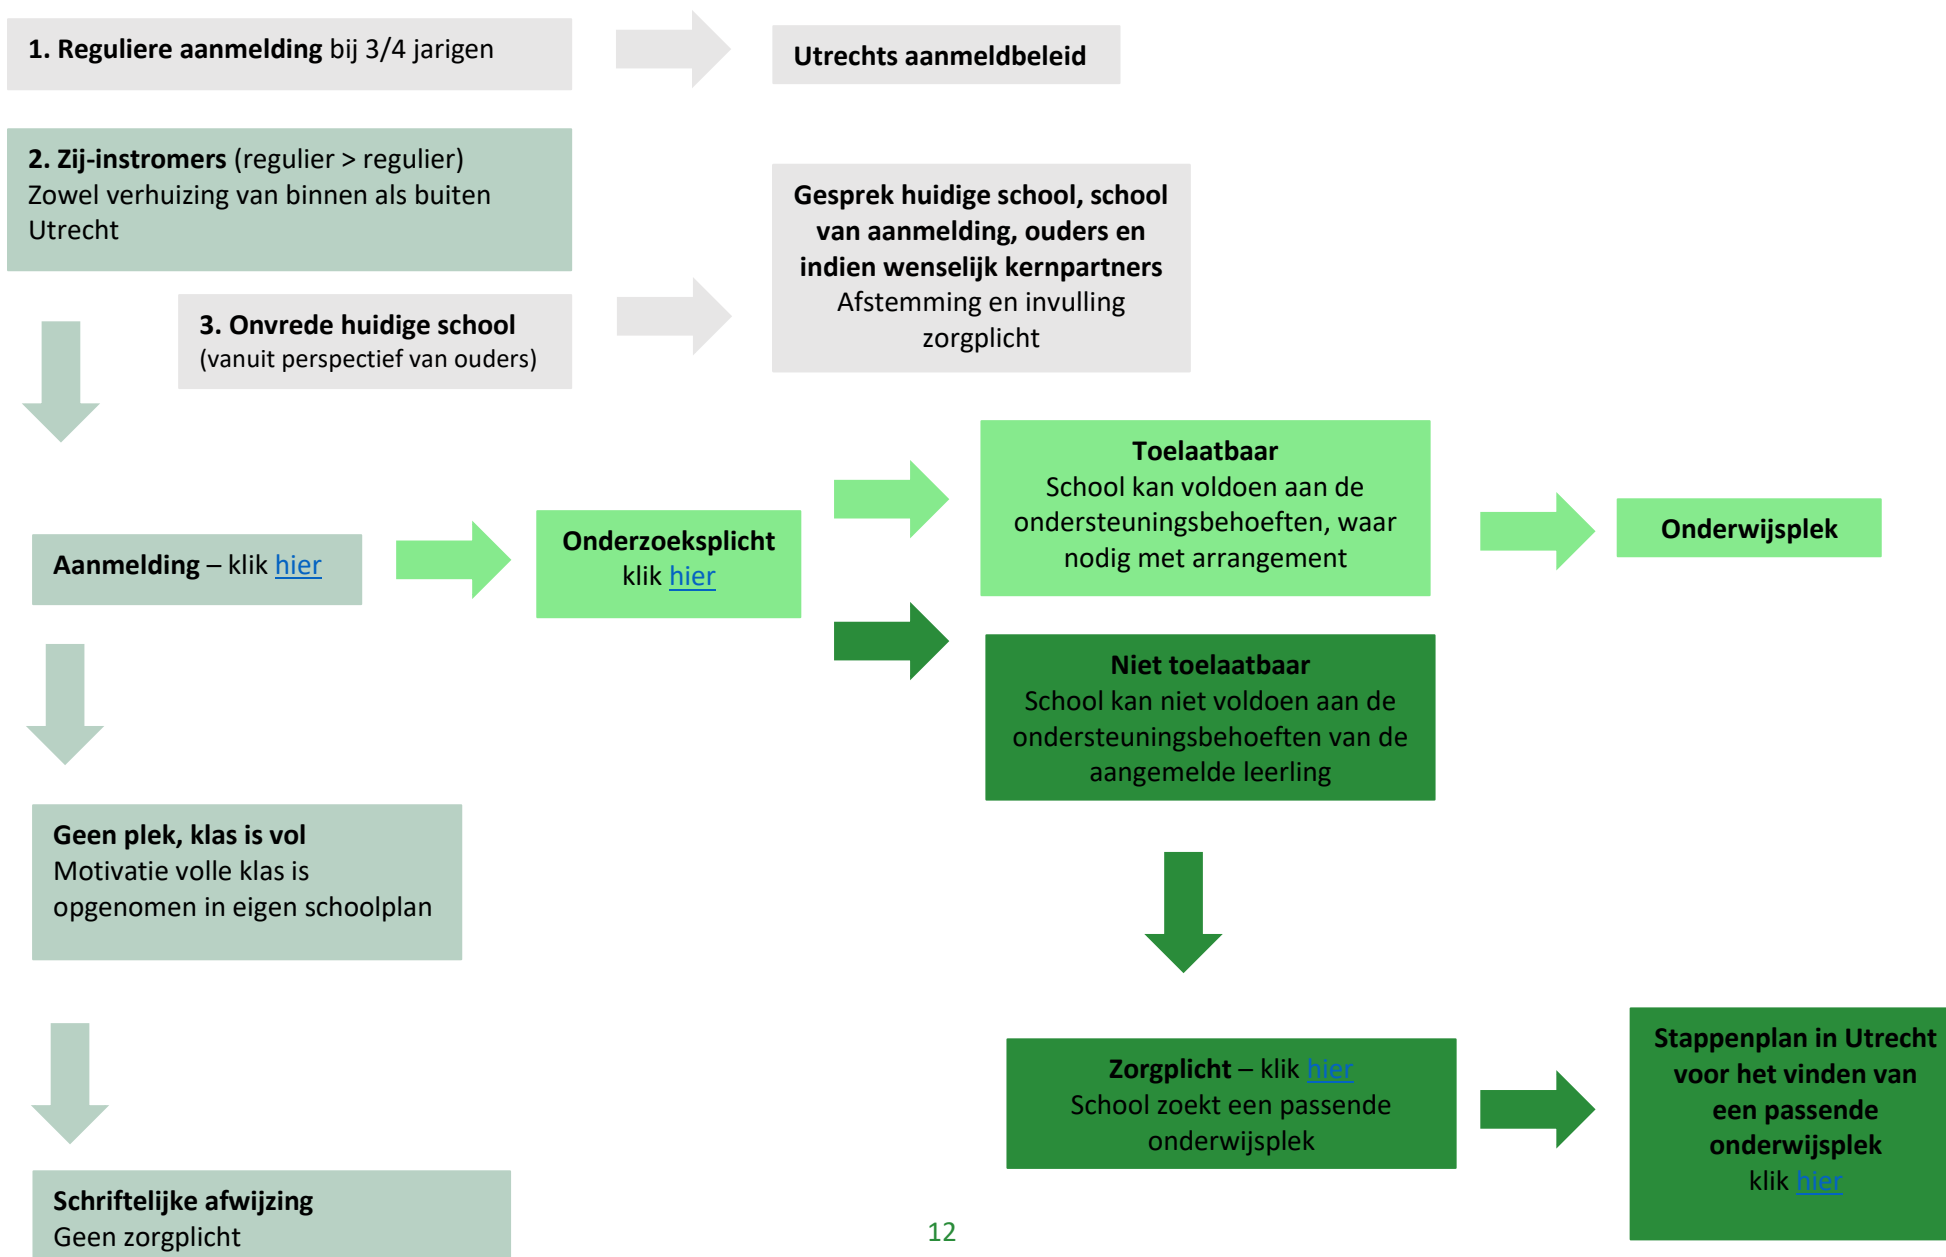 1. Reguliere aanmelding bij 3/4 jarigen
Utrechts aanmeldbeleid
2. Zij-instromers (regulier > regulier)
Zowel verhuizing van binnen als buiten
Utrecht
Gesprek huidige school, school
van aanmelding, ouders en
indien wenselijk kernpartners
Afstemming en invulling
zorgplicht
3. Onvrede huidige school
(vanuit perspectief van ouders)
Aanmelding – klik hier
Onderzoeksplicht
klik hier
Toelaatbaar
School kan voldoen aan de
ondersteuningsbehoeften, waar
nodig met arrangement
Onderwijsplek
Niet toelaatbaar
School kan niet voldoen aan de
ondersteuningsbehoeften van de
aangemelde leerling
Geen plek, klas is vol
Motivatie volle klas is
opgenomen in eigen schoolplan
Zorgplicht – klik hier
School zoekt een passende
onderwijsplek
Stappenplan in Utrecht
voor het vinden van
een passende
onderwijsplek
klik hier
Schriftelijke afwijzing
Geen zorgplicht
12